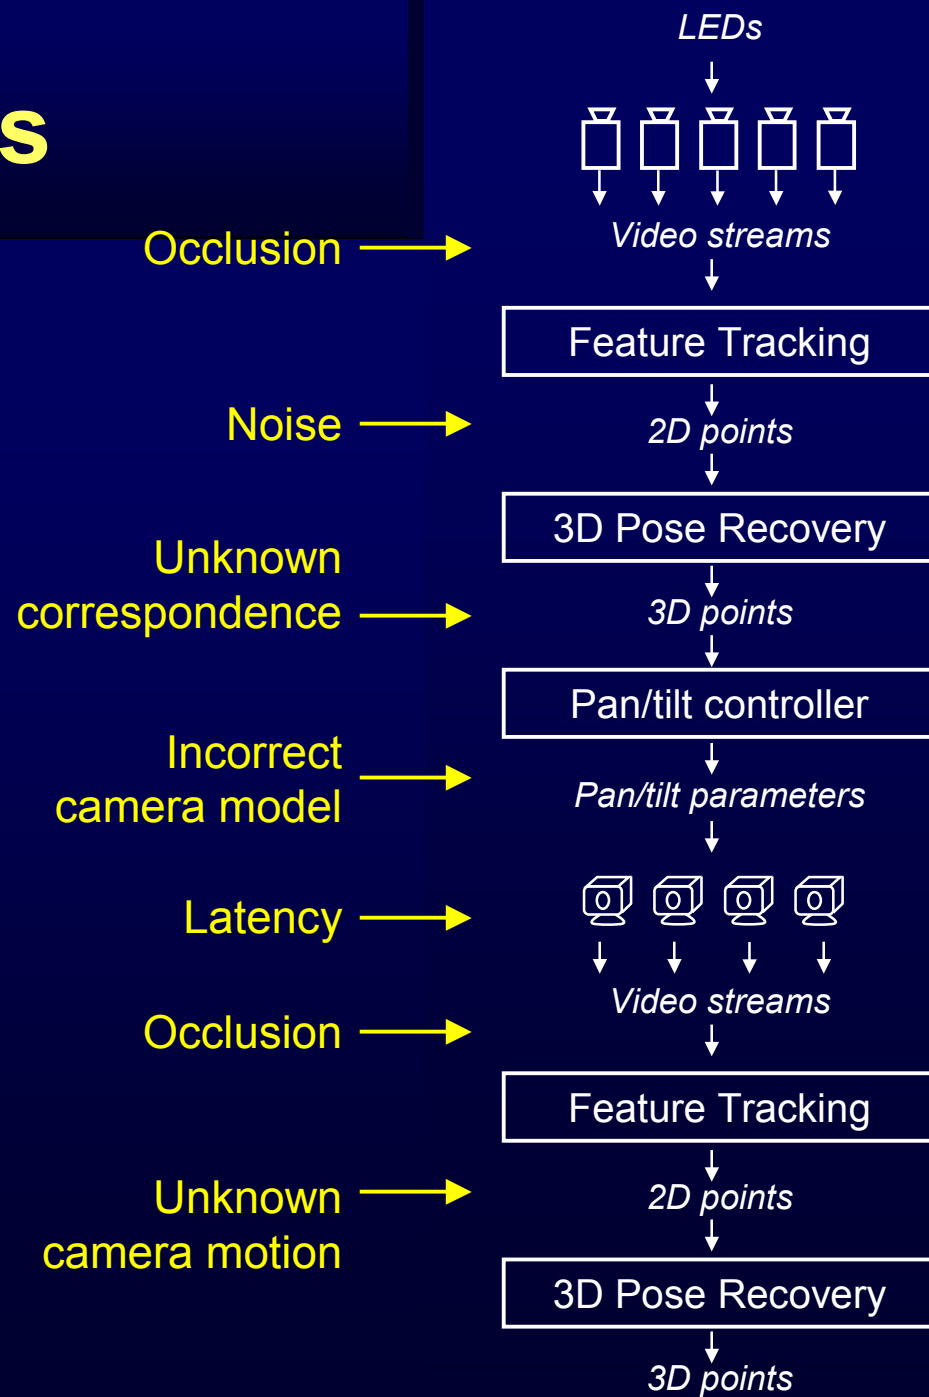 s
LEDs
Occlusion
Video streams
Feature Tracking
Noise
2D points
3D Pose Recovery
Unknown
correspondence
3D points
Pan/tilt controller
Incorrect
camera model
Pan/tilt parameters
Latency
Video streams
Occlusion
Feature Tracking
Unknown
camera motion
2D points
3D Pose Recovery
3D points